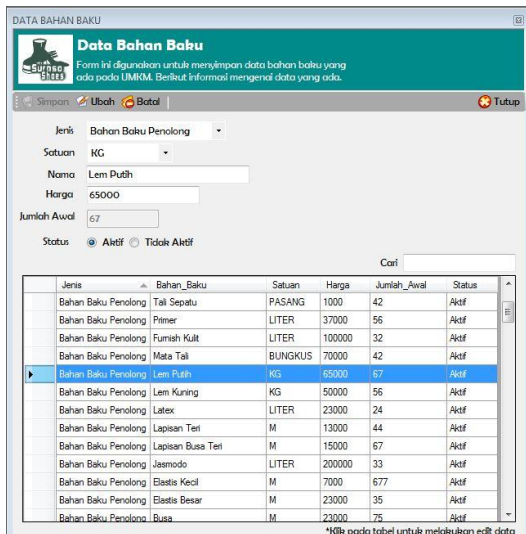 DATA BAHAN BAKU
Data Bahan Baku
Form ini digunakan untuk menyimpan data bahan baku yang
ada pada UMKM. Berikut informasi mengenai data yang ada.
Suroso
Shoes
Simpan Ubah Batal Tutup
Jenis Bahan Baku Penolong
Satuan KG
Nama Lem Putih
Harga 65000
Jumlah Awal 67
Status Aktif Tidak Aktif
Cari
Jenis Bahan_Baku Satuan Harga Jumlah_Awal Status
Bahan Baku Penolong Tali Sepatu PASANG 1000 42 Aktif
Bahan Baku Penolong Primer LITER 37000 56 Aktif
Bahan Baku Penolong Furnish Kulit LITER 100000 32 Aktif
Bahan Baku Penolong Mata Tali BUNGKUS 70000 42 Aktif
Bahan Baku Penolong Lem Putih KG 65000 67 Aktif
Bahan Baku Penolong Lem Kuning KG 50000 56 Aktif
Bahan Baku Penolong Latex LITER 23000 24 Aktif
Bahan Baku Penolong Lapisan Teri M 13000 44 Aktif
Bahan Baku Penolong Lapisan Busa Teri M 15000 67 Aktif
Bahan Baku Penolong Jasmodo LITER 200000 33 Aktif
Bahan Baku Penolong Elastis Kecil M 7000 677 Aktif
Bahan Baku Penolong Elastis Besar M 23000 35 Aktif
Bahan Baku Penolong Busa M 23000 75 Aktif
*Klik pada tabel untuk melakukan edit data